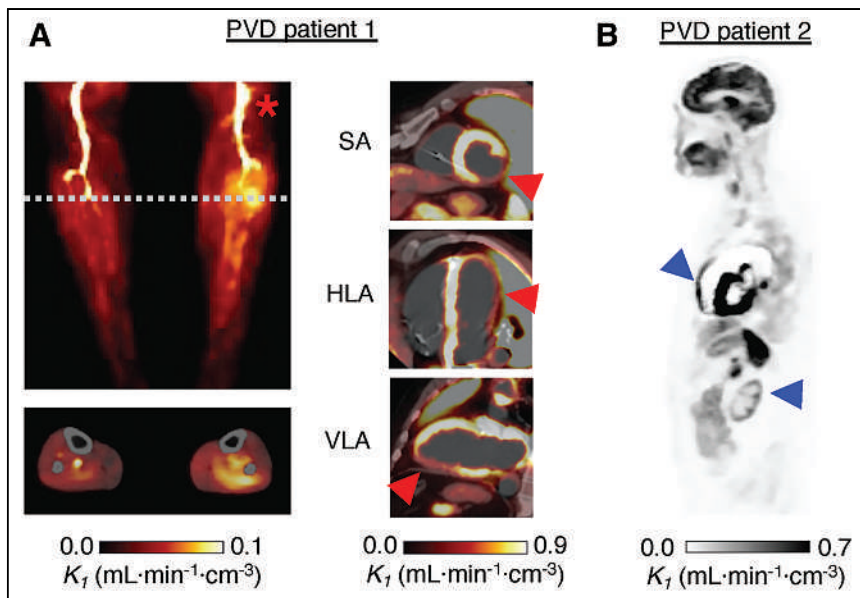 A
PVD patient 1
B
PVD patient 2
*
SA
HLA
VLA
0.0 0.1
K₁ (mL·min⁻¹·cm⁻³)
0.0 0.9
K₁ (mL·min⁻¹·cm⁻³)
0.0 0.7
K₁ (mL·min⁻¹·cm⁻³)